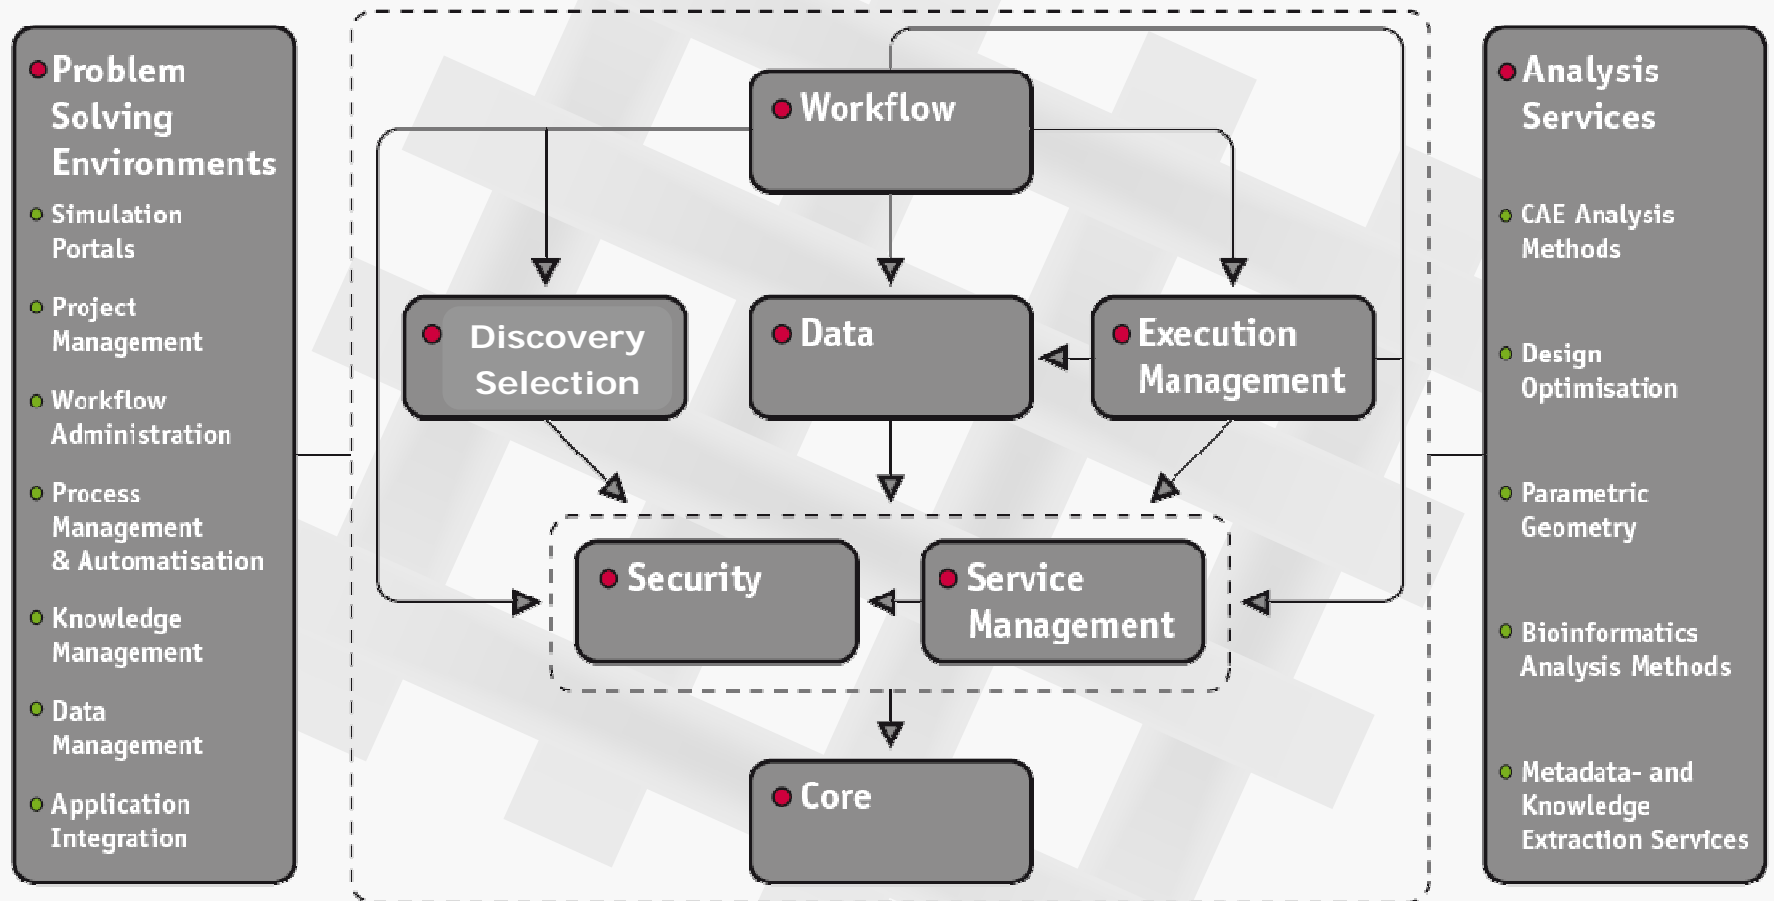 Problem
Solving
Environments
Simulation
Portals
Project
Management
Workflow
Administration
Process
Management
& Automatisation
Knowledge
Management
Data
Management
Application
Integration
Workflow
Discovery
Selection
Data
Execution
Management
Security
Service
Management
Core
Analysis
Services
CAE Analysis
Methods
Design
Optimisation
Parametric
Geometry
Bioinformatics
Analysis Methods
Metadata- and
Knowledge
Extraction Services